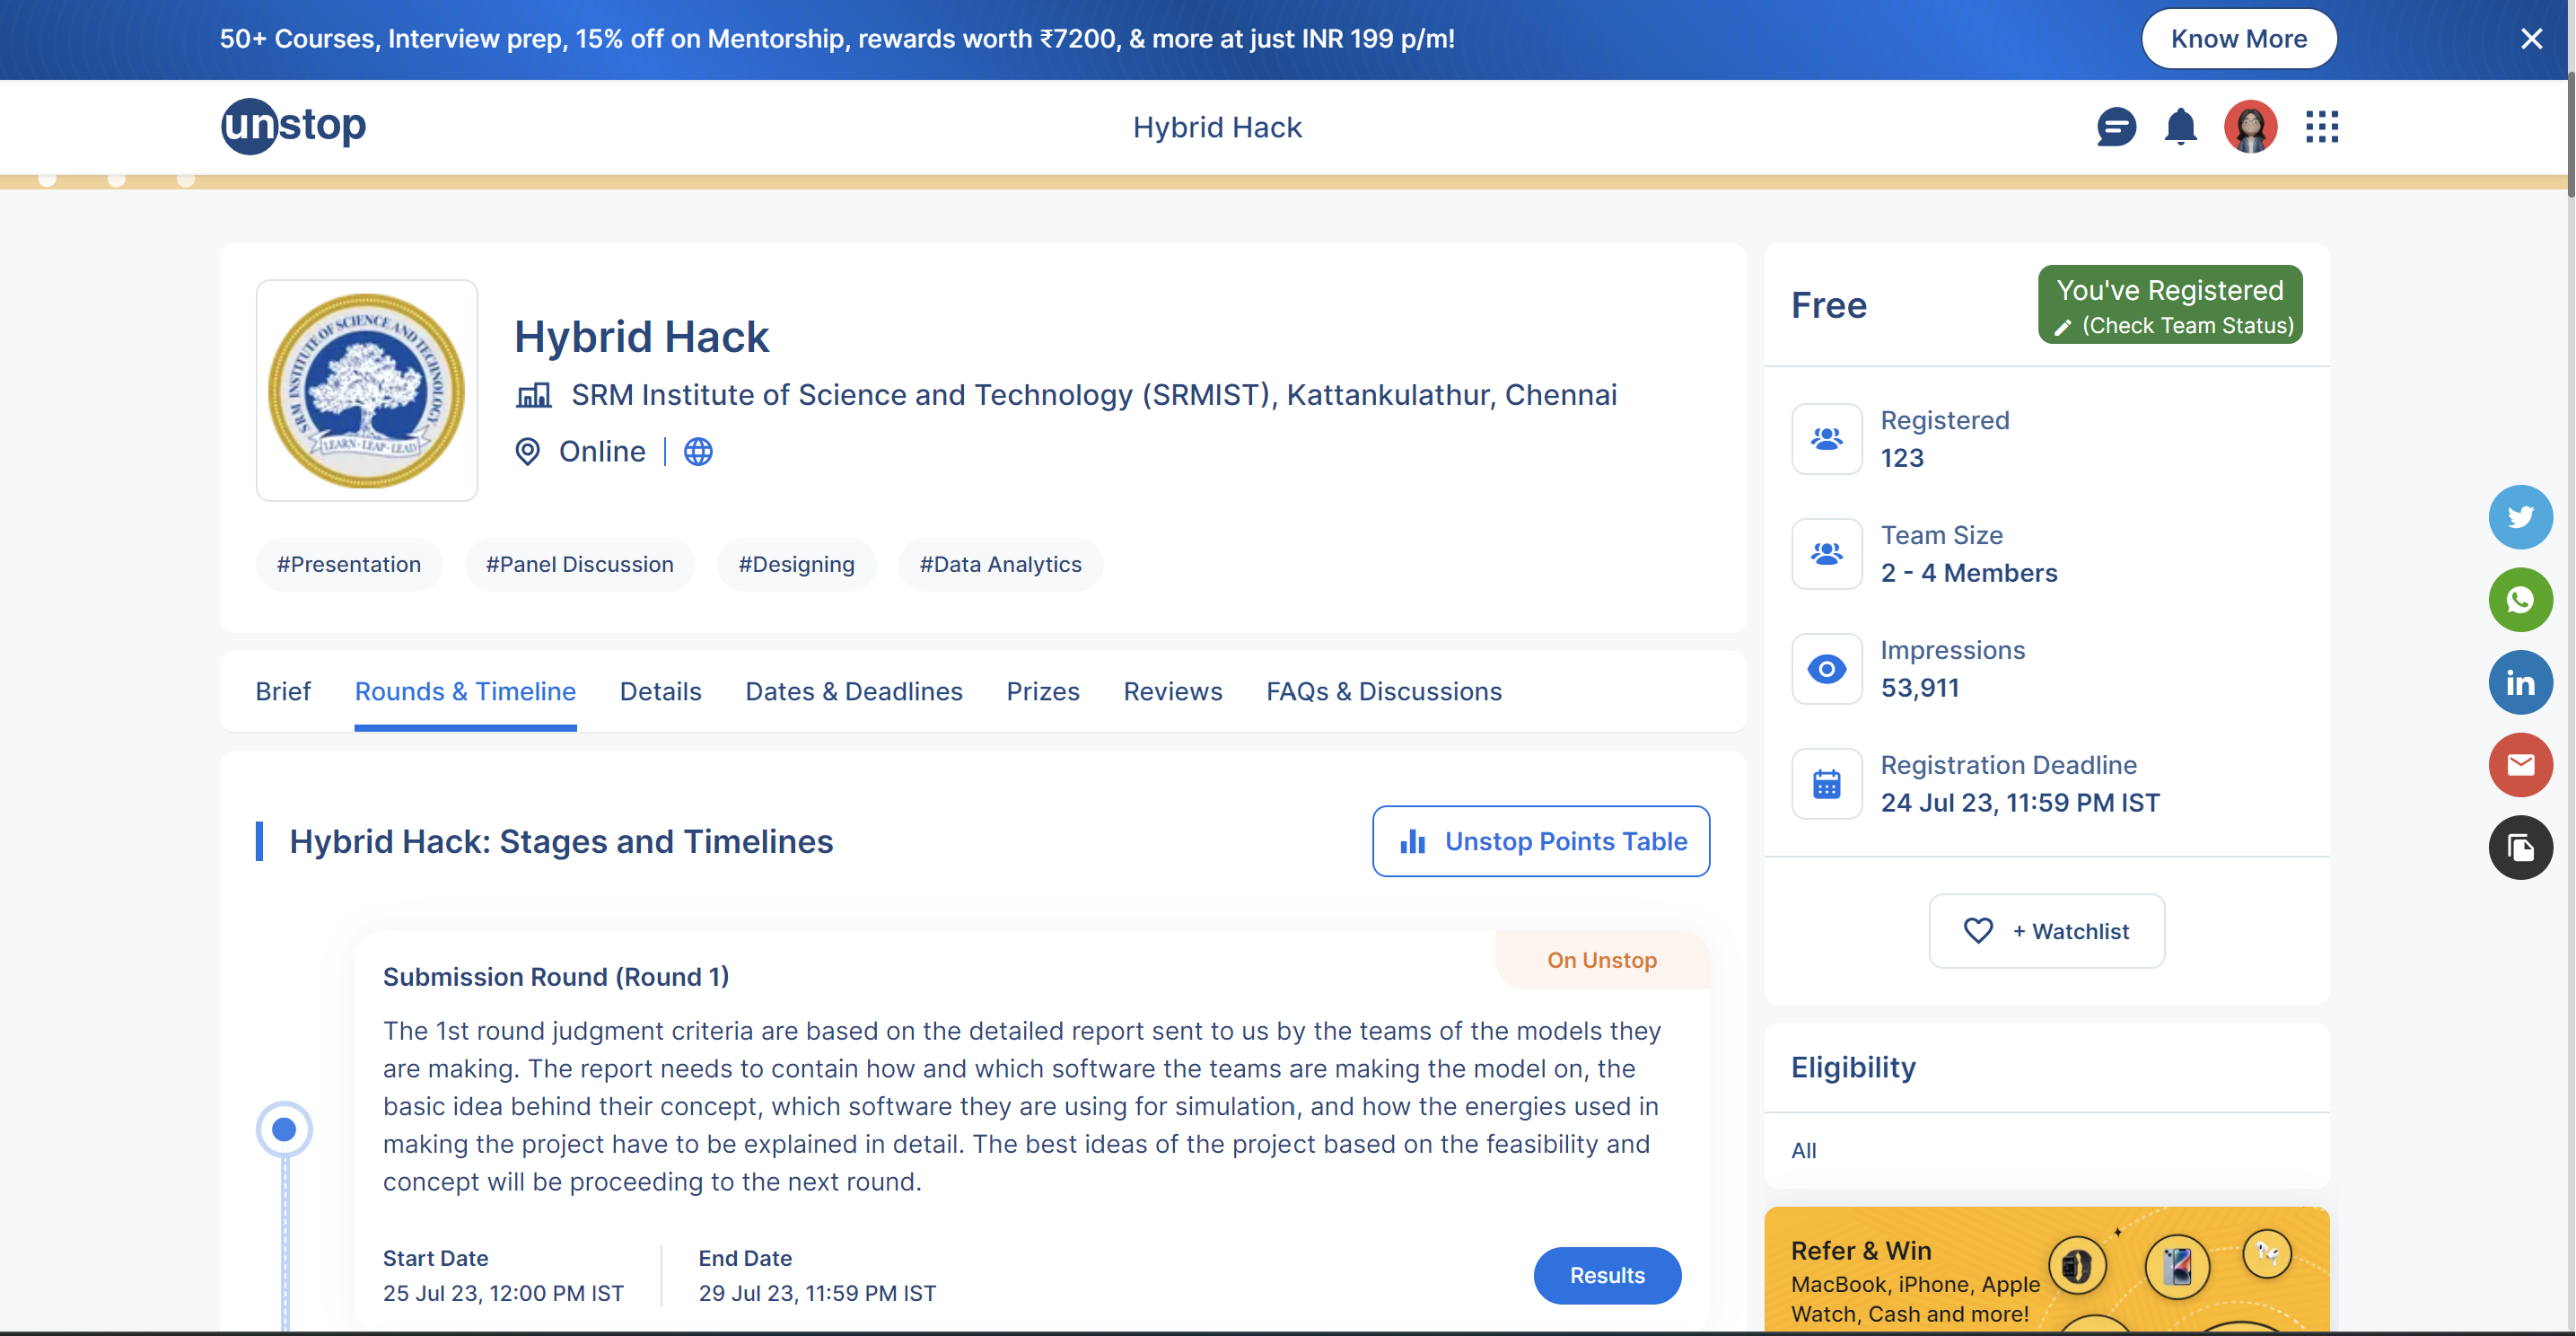 50+ Courses, Interview prep, 15% off on Mentorship, rewards worth ₹7200, & more at just INR 199 p/m!
Know More
unstop
Hybrid Hack
SRM INSTITUTE OF SCIENCE AND TECHNOLOGY
LEARN - LEAP - LEAD
Hybrid Hack
SRM Institute of Science and Technology (SRMIST), Kattankulathur, Chennai
Online
#Presentation
#Panel Discussion
#Designing
#Data Analytics
Brief
Rounds & Timeline
Details
Dates & Deadlines
Prizes
Reviews
FAQs & Discussions
Hybrid Hack: Stages and Timelines
Unstop Points Table
On Unstop
Submission Round (Round 1)
The 1st round judgment criteria are based on the detailed report sent to us by the teams of the models they
are making. The report needs to contain how and which software the teams are making the model on, the
basic idea behind their concept, which software they are using for simulation, and how the energies used in
making the project have to be explained in detail. The best ideas of the project based on the feasibility and
concept will be proceeding to the next round.
Start Date
25 Jul 23, 12:00 PM IST
End Date
29 Jul 23, 11:59 PM IST
Results
Free
You've Registered
(Check Team Status)
Registered
123
Team Size
2 - 4 Members
Impressions
53,911
Registration Deadline
24 Jul 23, 11:59 PM IST
+ Watchlist
Eligibility
All
Refer & Win
MacBook, iPhone, Apple
Watch, Cash and more!
in